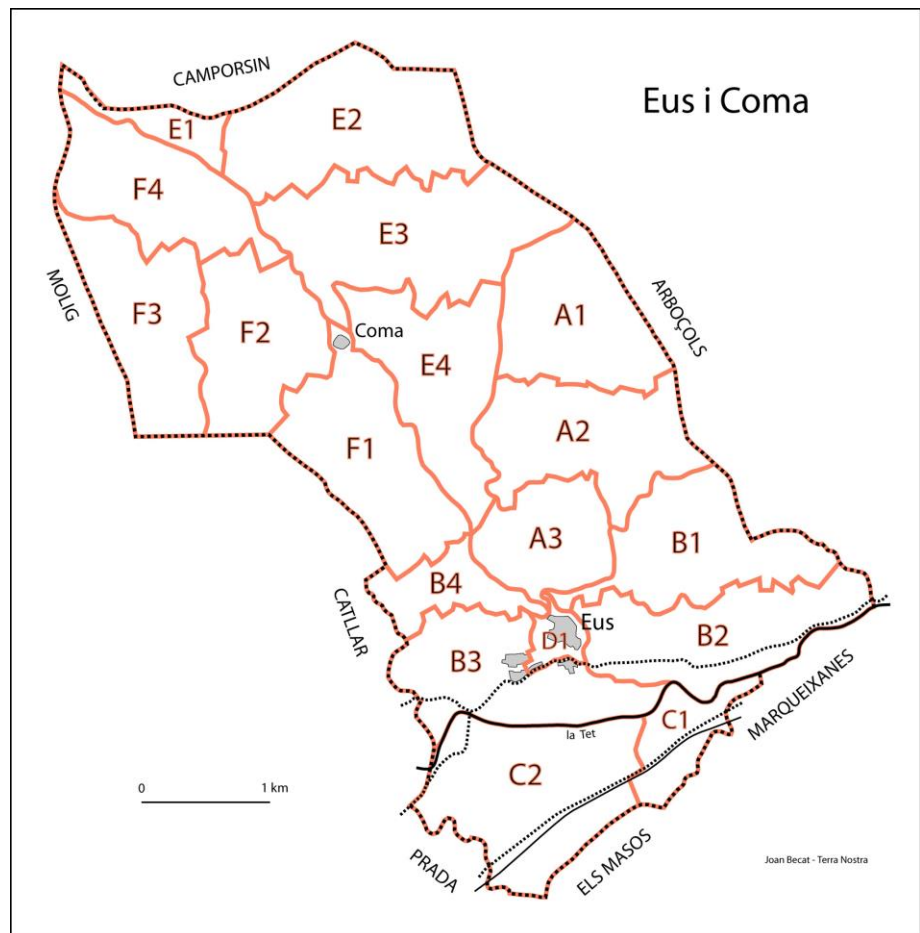 Eus i Coma
CAMPORSIN
E1
E2
F4
E3
MOLIG
F3
F2
Coma
E4
A1
ARBOÇOLS
A2
F1
A3
B1
B4
CATLLAR
Eus
D1
B2
B3
C1
MARQUEIXANES
la Tet
C2
0 1 km
PRADA
ELS MASOS
Joan Becat - Terra Nostra